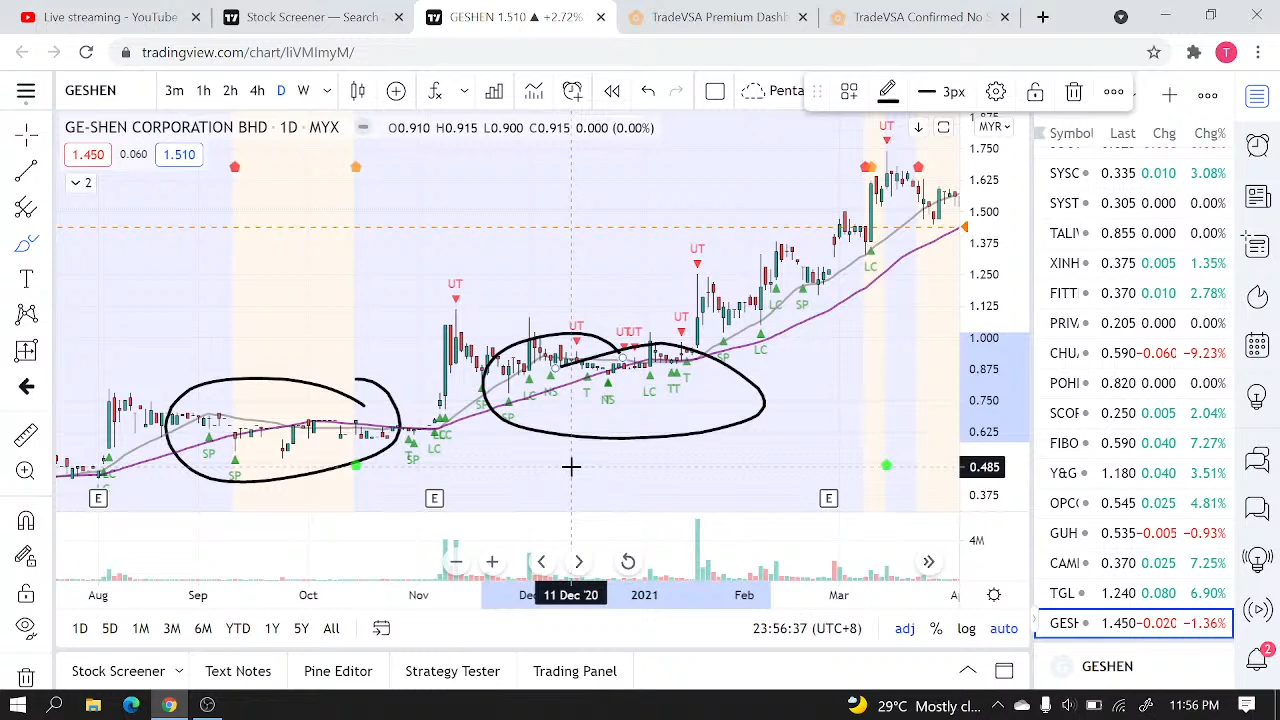 Live streaming - YouTube
Stock Screener — Search
GESHEN 1.510 ▲ +2.72%
TradeVSA Premium Dashb
TradeVSA Confirmed No S
tradingview.com/chart/liVMImyM/
T
GESHEN 3m 1h 2h 4h D W Penta 3px
GE-SHEN CORPORATION BHD · 1D · MYX O0.910 H0.915 L0.900 C0.915 0.000 (0.00%) MYR
1.450 0.060 1.510
2
UT
UT
UT
UT
UT
UT
LC
LC
SP
SP
LC
T
LC
SP
SP
LC
NS
T
LC
SP
SP
LC
E
E
E
1.750
1.625
1.500
1.375
1.250
1.125
1.000
0.875
0.750
0.625
0.485
0.375
4M
Aug Sep Oct Nov 11 Dec '20 2021 Feb Mar
1D 5D 1M 3M 6M YTD 1Y 5Y All 23:56:37 (UTC+8) adj % log auto
Stock Screener Text Notes Pine Editor Strategy Tester Trading Panel
Symbol Last Chg Chg%
SYSC 0.335 0.010 3.08%
SYST 0.305 0.000 0.00%
TALIV 0.855 0.000 0.00%
XINH 0.375 0.005 1.35%
FITT 0.370 0.010 2.78%
PRIV 0.205 0.000 0.00%
CHU 0.590 −0.060 −9.23%
POHI 0.380 0.000 0.00%
SCOF 0.250 0.005 2.04%
FIBO 0.590 0.040 7.27%
Y&G 1.180 0.040 3.51%
OPC 0.545 0.025 4.81%
GUH 0.535 −0.005 −0.93%
CAM 0.370 0.025 7.25%
TGL 1.240 0.080 6.90%
GESH 1.450 −0.020 −1.36%
GESHEN
2
29°C Mostly cl... 11:56 PM